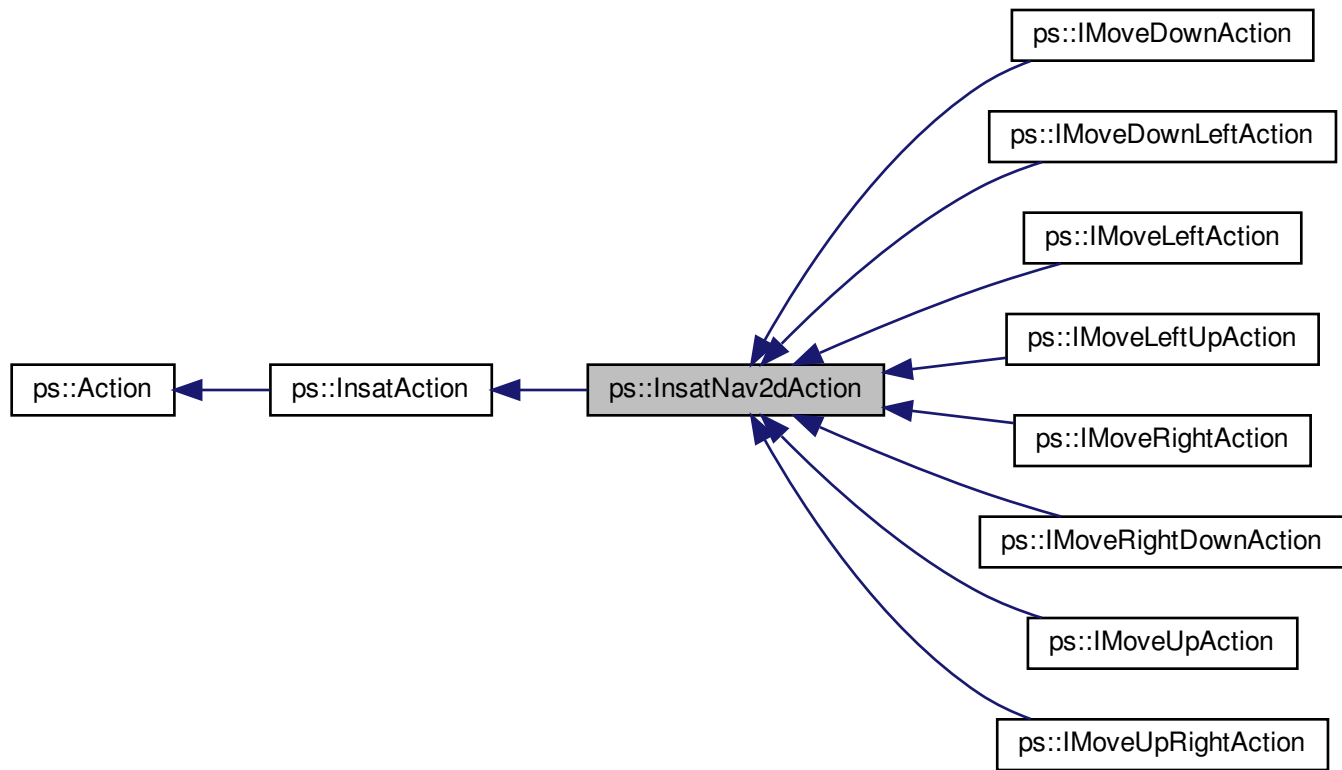 ps::IMoveDownAction
ps::IMoveDownLeftAction
ps::IMoveLeftAction
ps::IMoveLeftUpAction
ps::Action
ps::InsatAction
ps::InsatNav2dAction
ps::IMoveRightAction
ps::IMoveRightDownAction
ps::IMoveUpAction
ps::IMoveUpRightAction